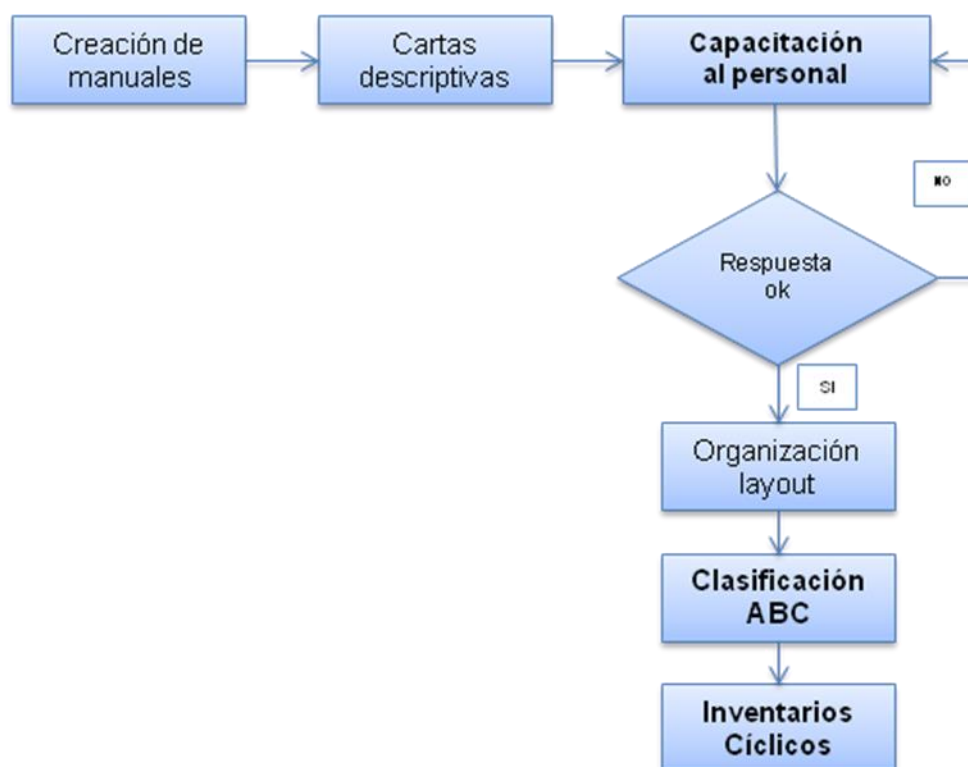 Creación de
manuales
Cartas
descriptivas
Capacitación
al personal
NO
Respuesta
ok
SI
Organización
layout
Clasificación
ABC
Inventarios
Cíclicos